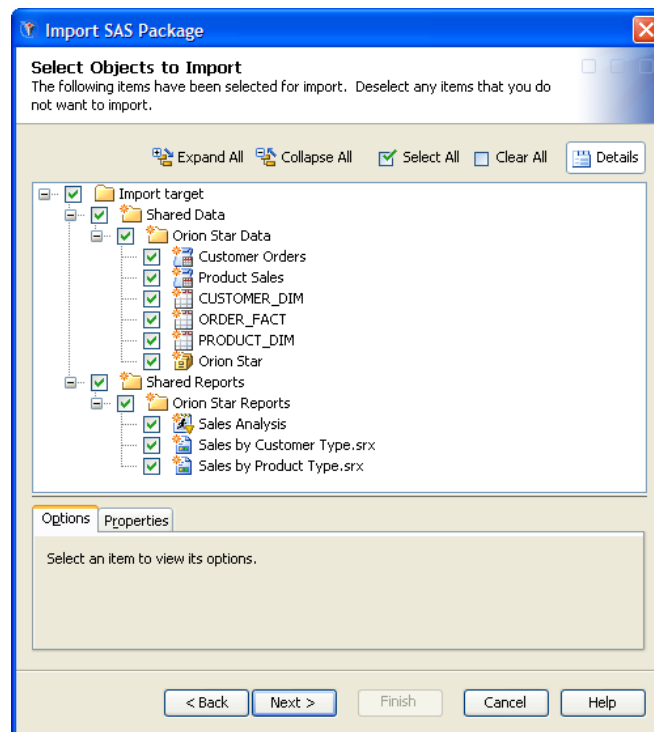 Import SAS Package
Select Objects to Import
The following items have been selected for import. Deselect any items that you do
not want to import.
Expand All Collapse All Select All Clear All Details
Import target
Shared Data
Orion Star Data
Customer Orders
Product Sales
CUSTOMER_DIM
ORDER_FACT
PRODUCT_DIM
Orion Star
Shared Reports
Orion Star Reports
Sales Analysis
Sales by Customer Type.srx
Sales by Product Type.srx
Options Properties
Select an item to view its options.
< Back Next > Finish Cancel Help